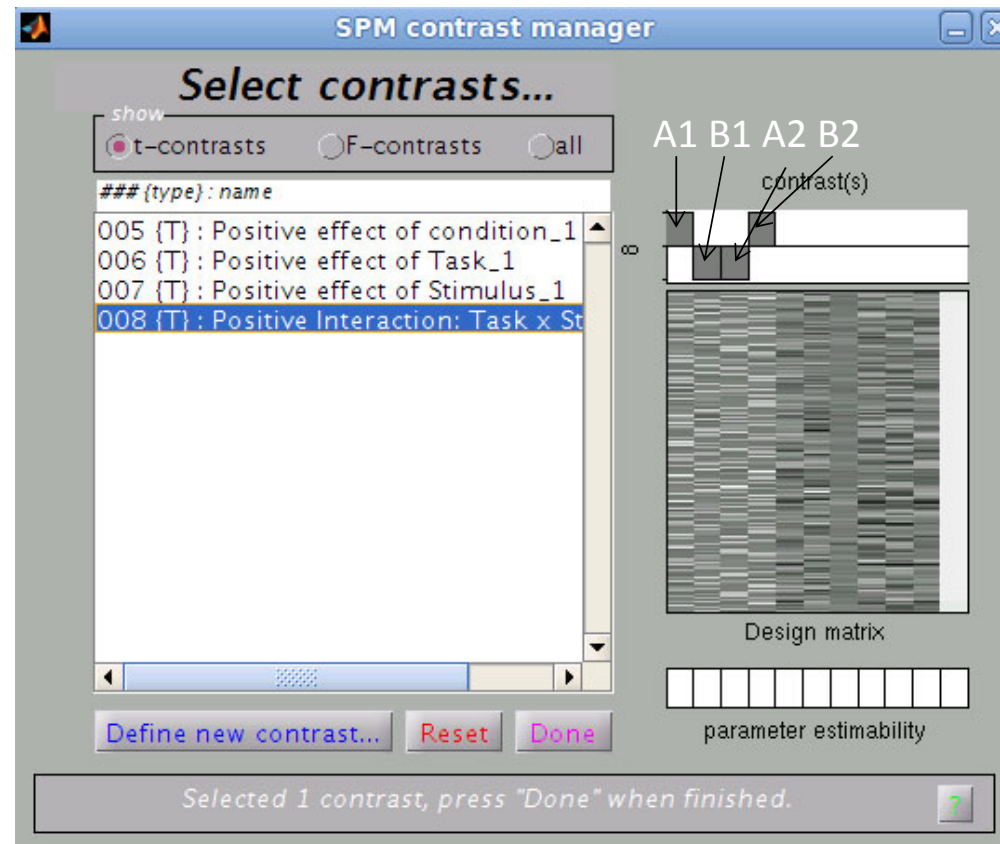 SPM contrast manager
Select contrasts...
show
t-contrasts F-contrasts all
### {type} : name
005 {T} : Positive effect of condition_1
006 {T} : Positive effect of Task_1
007 {T} : Positive effect of Stimulus_1
008 {T} : Positive Interaction: Task x St
A1 B1 A2 B2
contrast(s)
8
Design matrix
parameter estimability
Define new contrast... Reset Done
Selected 1 contrast, press "Done" when finished.
?